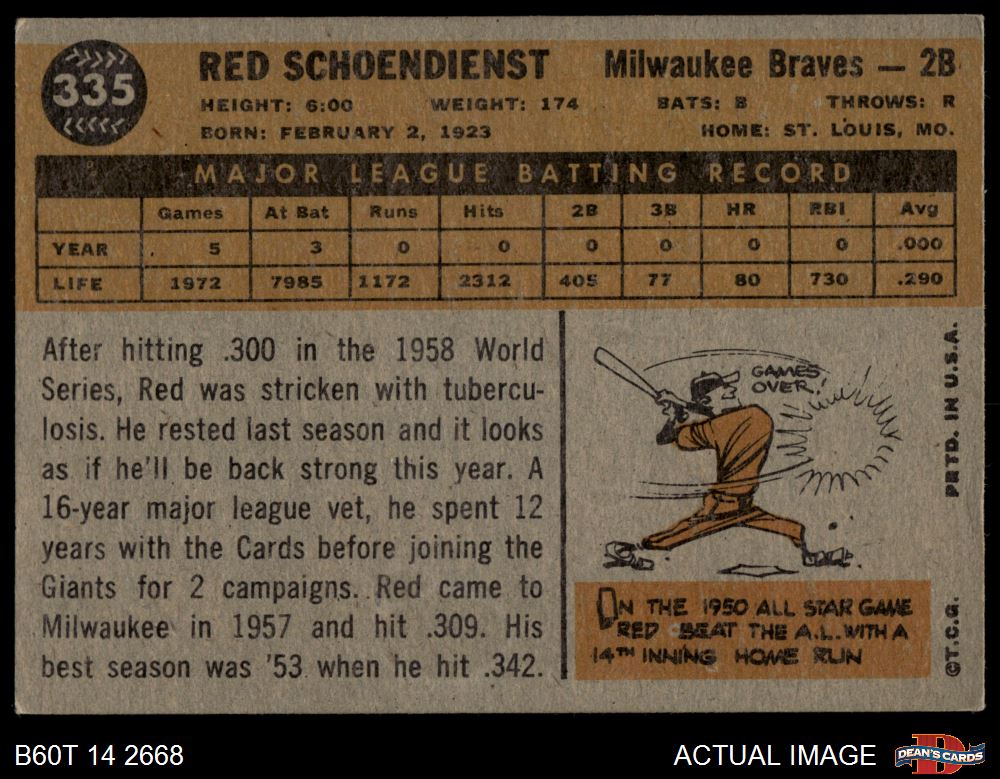 335
RED SCHOENDIENST Milwaukee Braves — 2B
HEIGHT: 6:00 WEIGHT: 174 BATS: B THROWS: R
BORN: FEBRUARY 2, 1923 HOME: ST. LOUIS, MO.
MAJOR LEAGUE BATTING RECORD
Games At Bat Runs Hits 2B 3B HR RBI Avg
YEAR 5 3 0 0 0 0 0 0 .000
LIFE 1972 7985 1172 2312 405 77 80 730 .290
After hitting .300 in the 1958 World
Series, Red was stricken with tubercu-
losis. He rested last season and it looks
as if he'll be back strong this year. A
16-year major league vet, he spent 12
years with the Cards before joining the
Giants for 2 campaigns. Red came to
Milwaukee in 1957 and hit .309. His
best season was '53 when he hit .342.
GAMES
OVER!
IN THE 1950 ALL STAR GAME
RED BEAT THE A.L. WITH A
14TH INNING HOME RUN
©T.C.G. PRTD. IN U.S.A.
B60T 14 2668 ACTUAL IMAGE DEAN'S CARDS